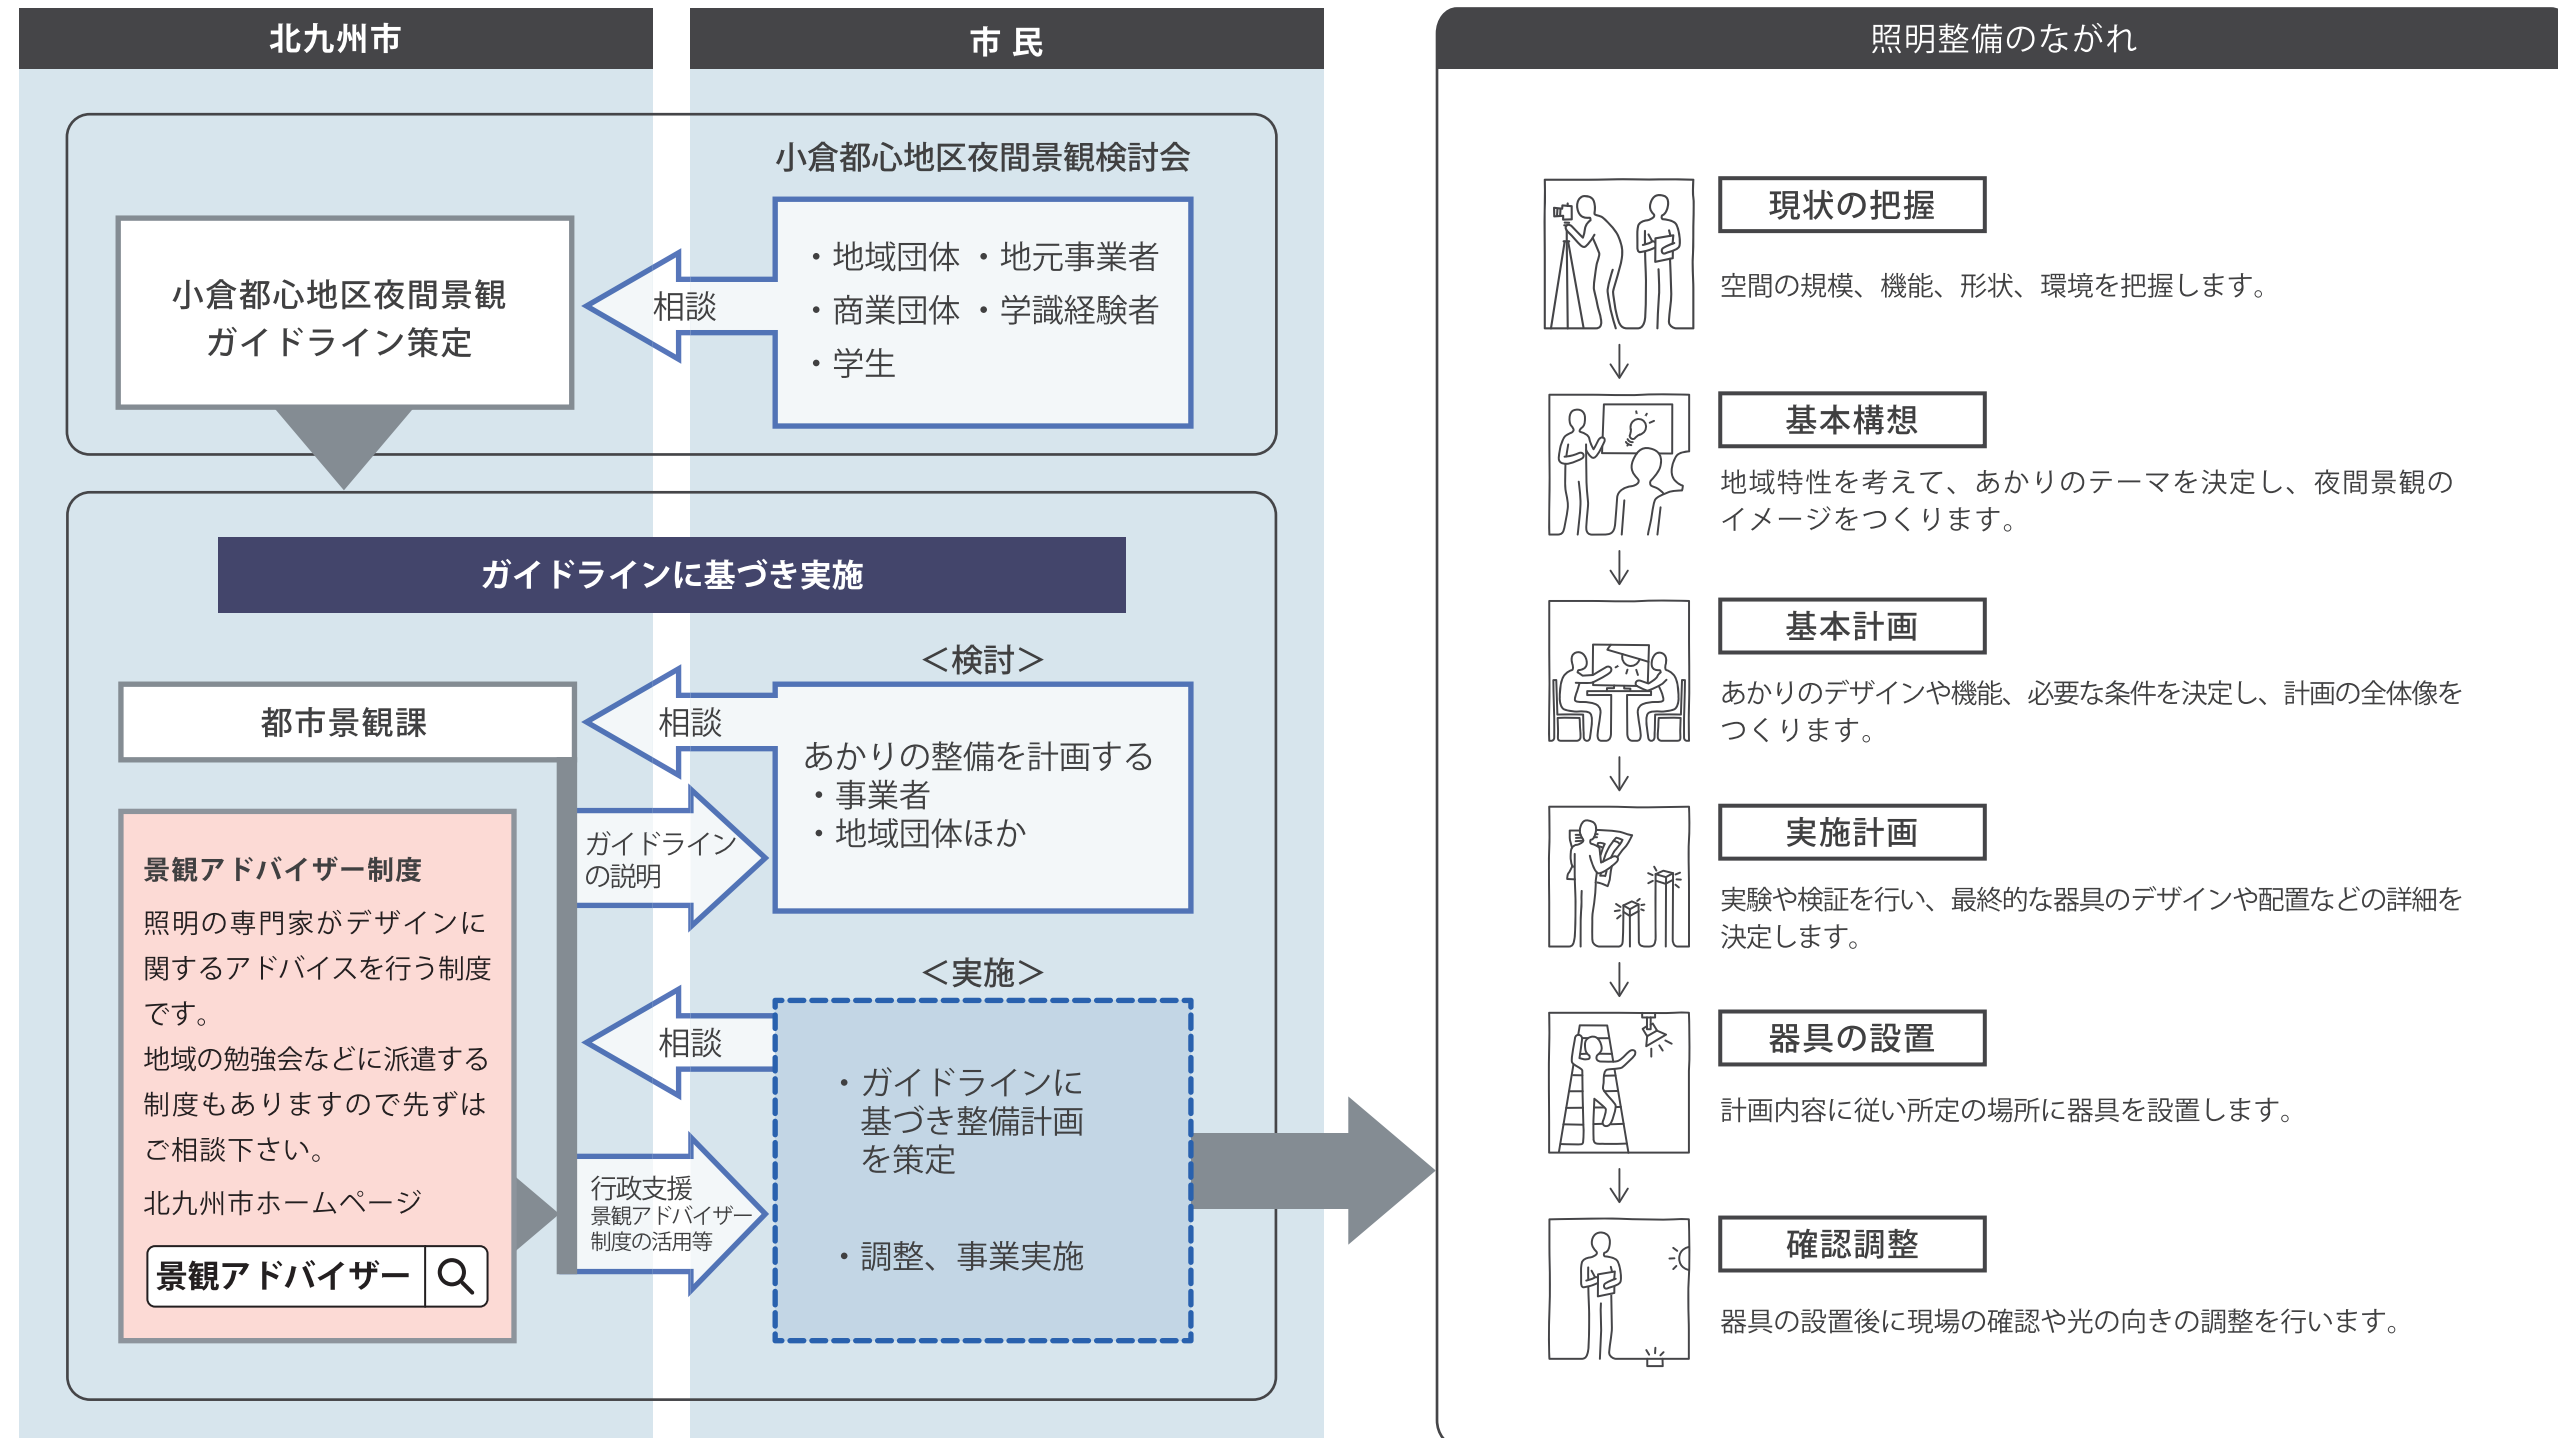 北九州市
市 民
小倉都心地区夜間景観検討会
小倉都心地区夜間景観
ガイドライン策定
相談
・地域団体 ・地元事業者
・商業団体 ・学識経験者
・学生
ガイドラインに基づき実施
＜検討＞
都市景観課
相談
あかりの整備を計画する
・事業者
・地域団体ほか
ガイドライン
の説明
景観アドバイザー制度
照明の専門家がデザインに
関するアドバイスを行う制度
です。
地域の勉強会などに派遣する
制度もありますので先ずは
ご相談下さい。
北九州市ホームページ
景観アドバイザー
＜実施＞
相談
・ガイドラインに
基づき整備計画
を策定
・調整、事業実施
行政支援
景観アドバイザー
制度の活用等
照明整備のながれ
現状の把握
空間の規模、機能、形状、環境を把握します。
基本構想
地域特性を考えて、あかりのテーマを決定し、夜間景観の
イメージをつくります。
基本計画
あかりのデザインや機能、必要な条件を決定し、計画の全体像を
つくります。
実施計画
実験や検証を行い、最終的な器具のデザインや配置などの詳細を
決定します。
器具の設置
計画内容に従い所定の場所に器具を設置します。
確認調整
器具の設置後に現場の確認や光の向きの調整を行います。